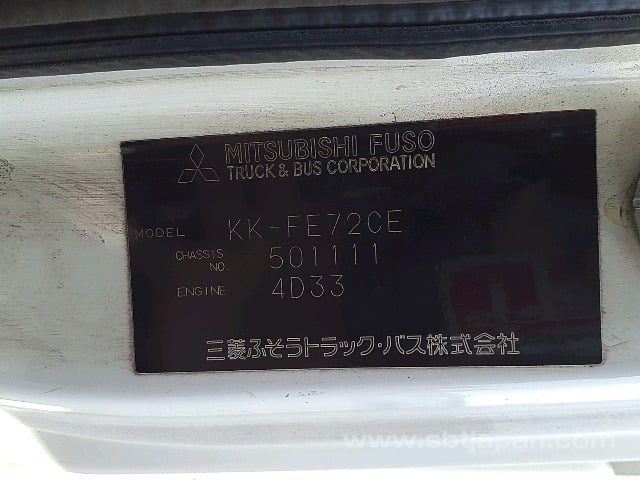 MITSUBISHI FUSO
TRUCK & BUS CORPORATION
MODEL KK-FE72CE
CHASSIS NO. 501111
ENGINE 4D33
三菱ふそうトラック・バス株式会社
www.sbtjapan.com